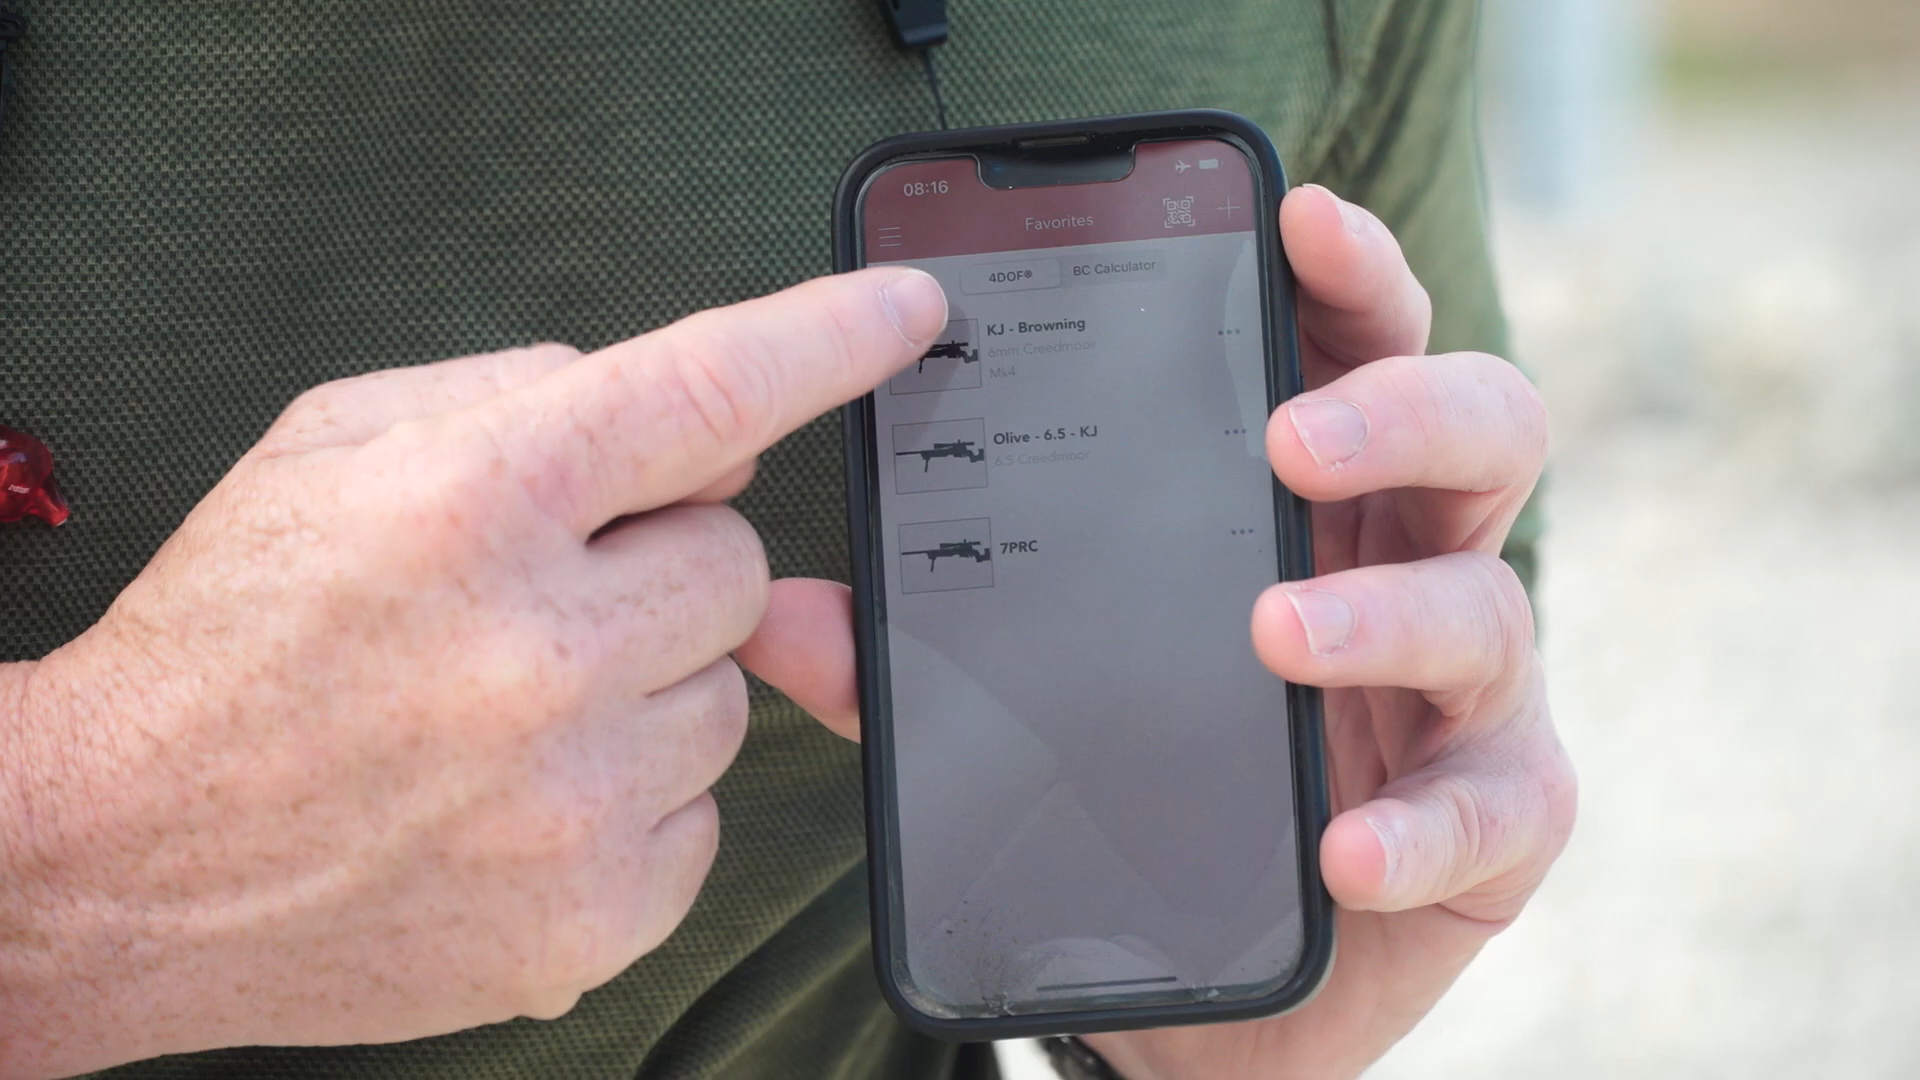 08:16
Favorites
4DOF® BC Calculator
KJ - Browning
6mm Creedmoor
Mk4
Olive - 6.5 - KJ
6.5 Creedmoor
7PRC